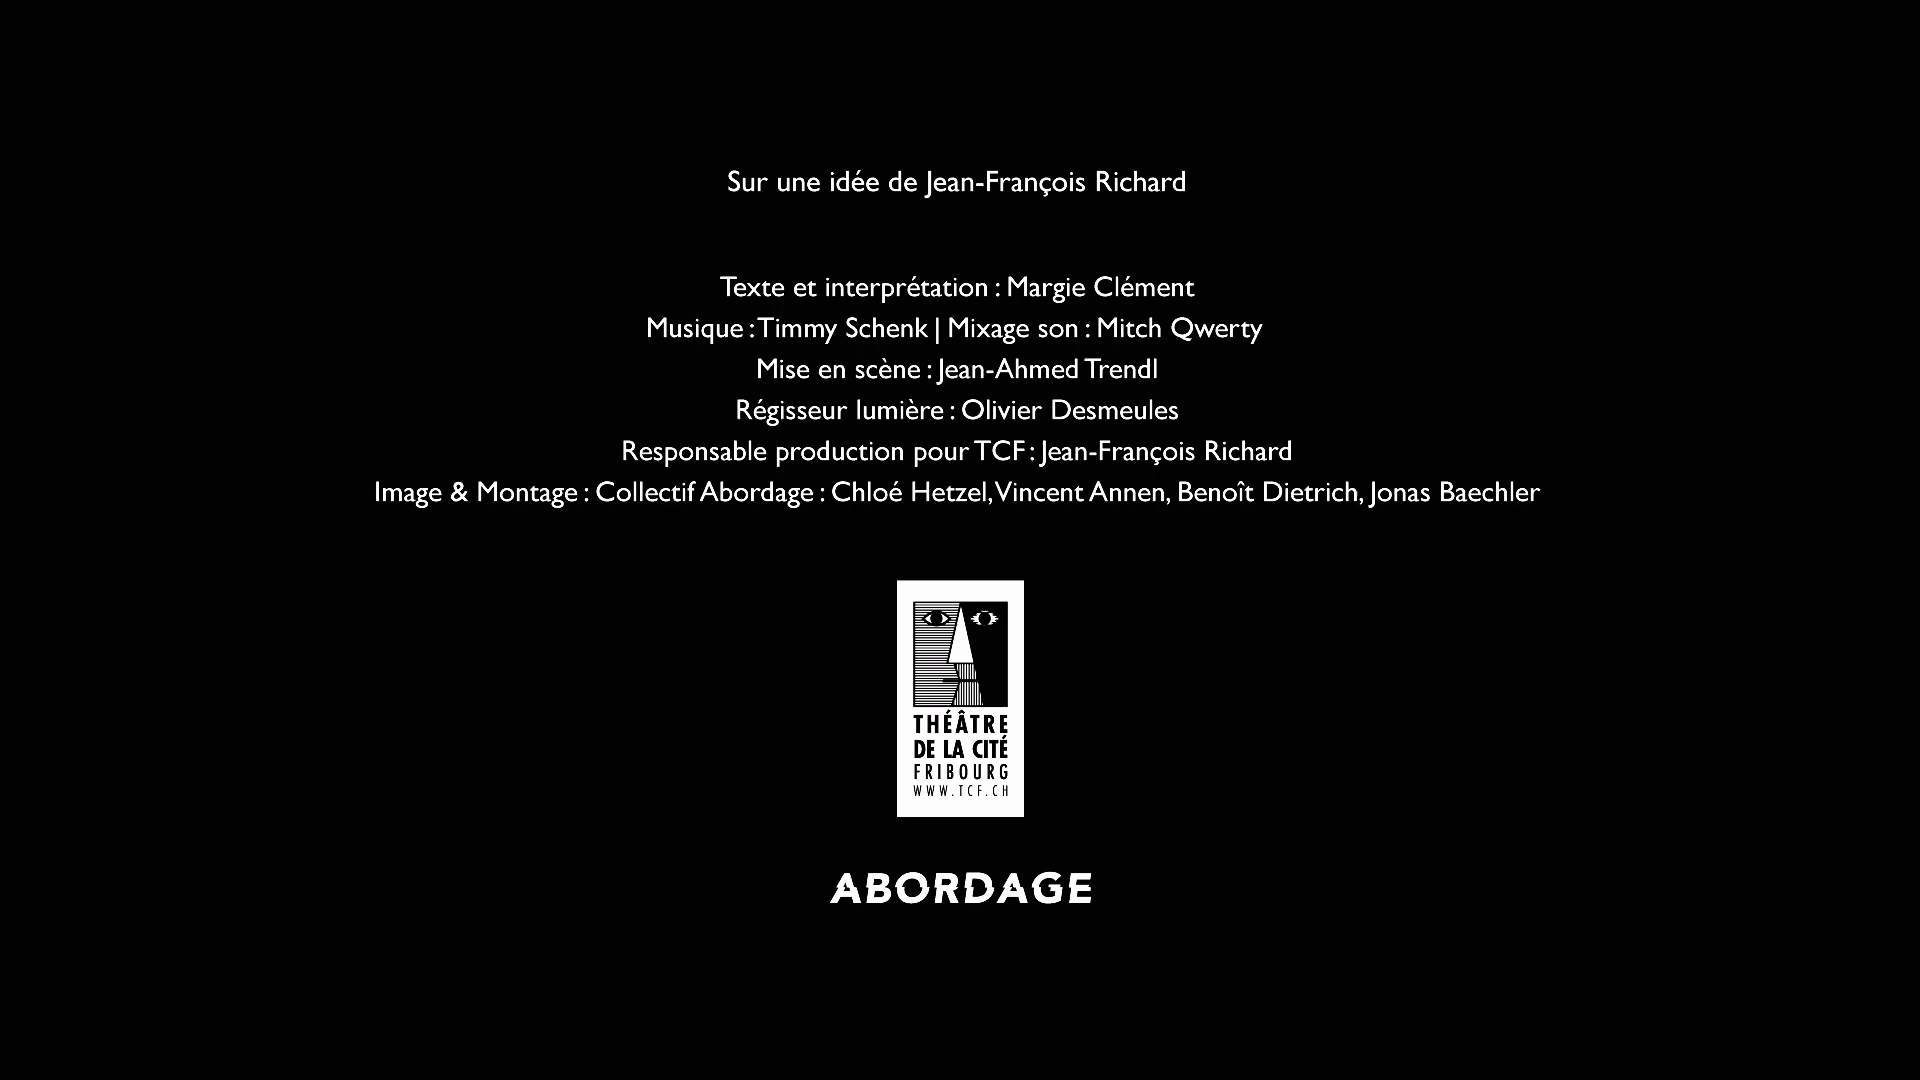 Sur une idée de Jean-François Richard
Texte et interprétation : Margie Clément
Musique : Timmy Schenk | Mixage son : Mitch Qwerty
Mise en scène : Jean-Ahmed Trendl
Régisseur lumière : Olivier Desmeules
Responsable production pour TCF : Jean-François Richard
Image & Montage : Collectif Abordage : Chloé Hetzel, Vincent Annen, Benoît Dietrich, Jonas Baechler
THÉÂTRE
DE LA CITÉ
FRIBOURG
WWW.TCF.CH
ABORDAGE